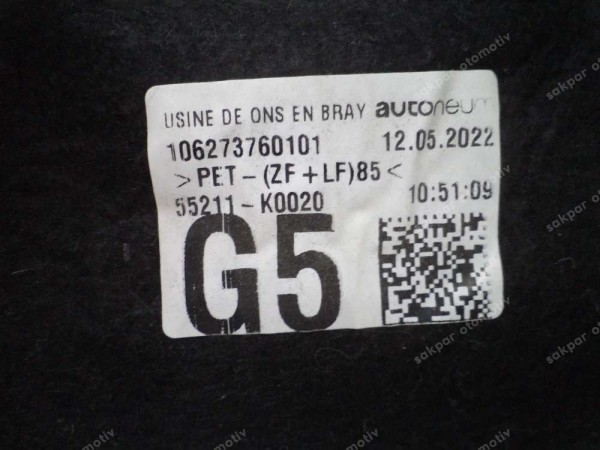 USINE DE ONS EN BRAY autoneum
106273760101 12.05.2022
>PET-(ZF+LF)85<
55211-K0020 10:51:09
G5
sakpar otomotiv
sakpar otomotiv
sakpar otomotiv
sakpar otomotiv